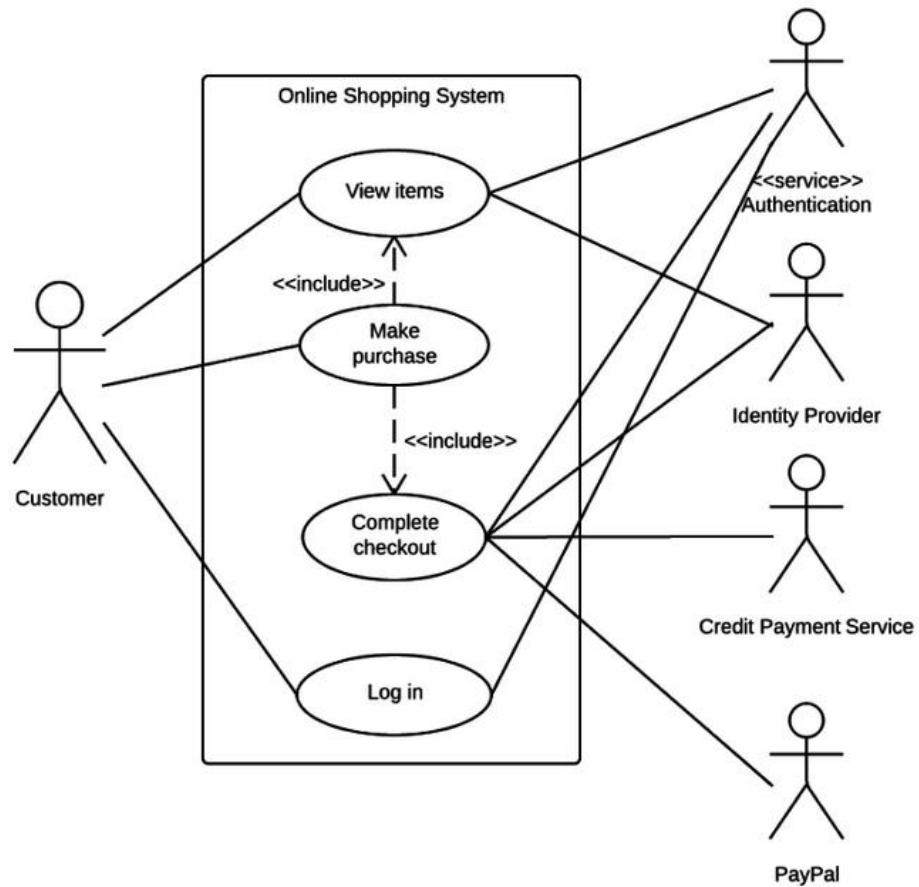 Online Shopping System
View items
<<include>>
Make
purchase
<<include>>
Complete
checkout
Log in
Customer
<<service>>
Authentication
Identity Provider
Credit Payment Service
PayPal